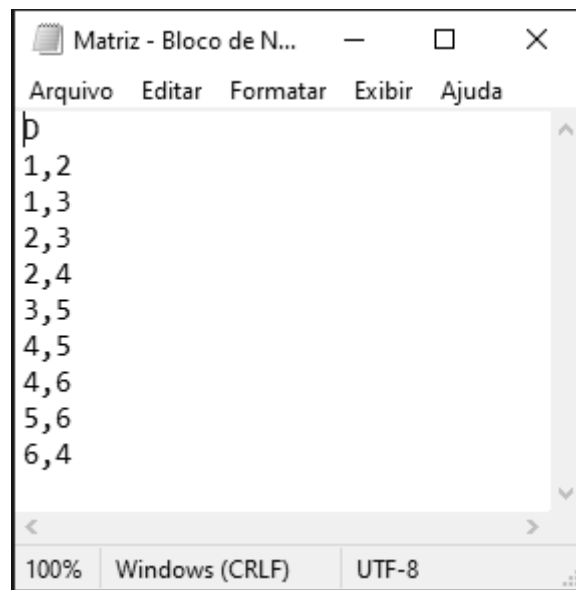 Matriz - Bloco de N...
Arquivo Editar Formatar Exibir Ajuda
D
1,2
1,3
2,3
2,4
3,5
4,5
4,6
5,6
6,4
100% Windows (CRLF) UTF-8